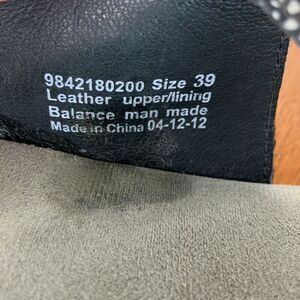 9842180200 Size 39
Leather upper/lining
Balance man made
Made in China 04-12-12